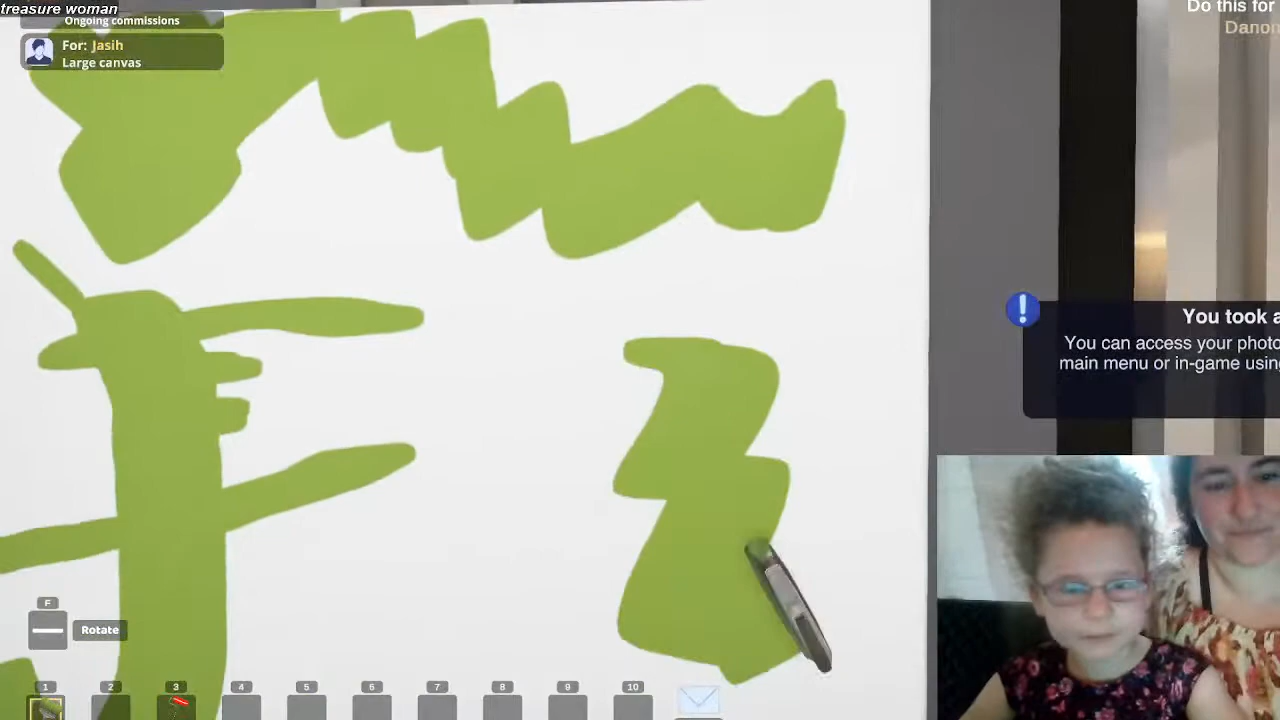 treasure woman
Ongoing commissions
For: Jasih
Large canvas
Do this for
Danon
You took a
You can access your photo
main menu or in-game using
F
Rotate
1 2 3 4 5 6 7 8 9 10